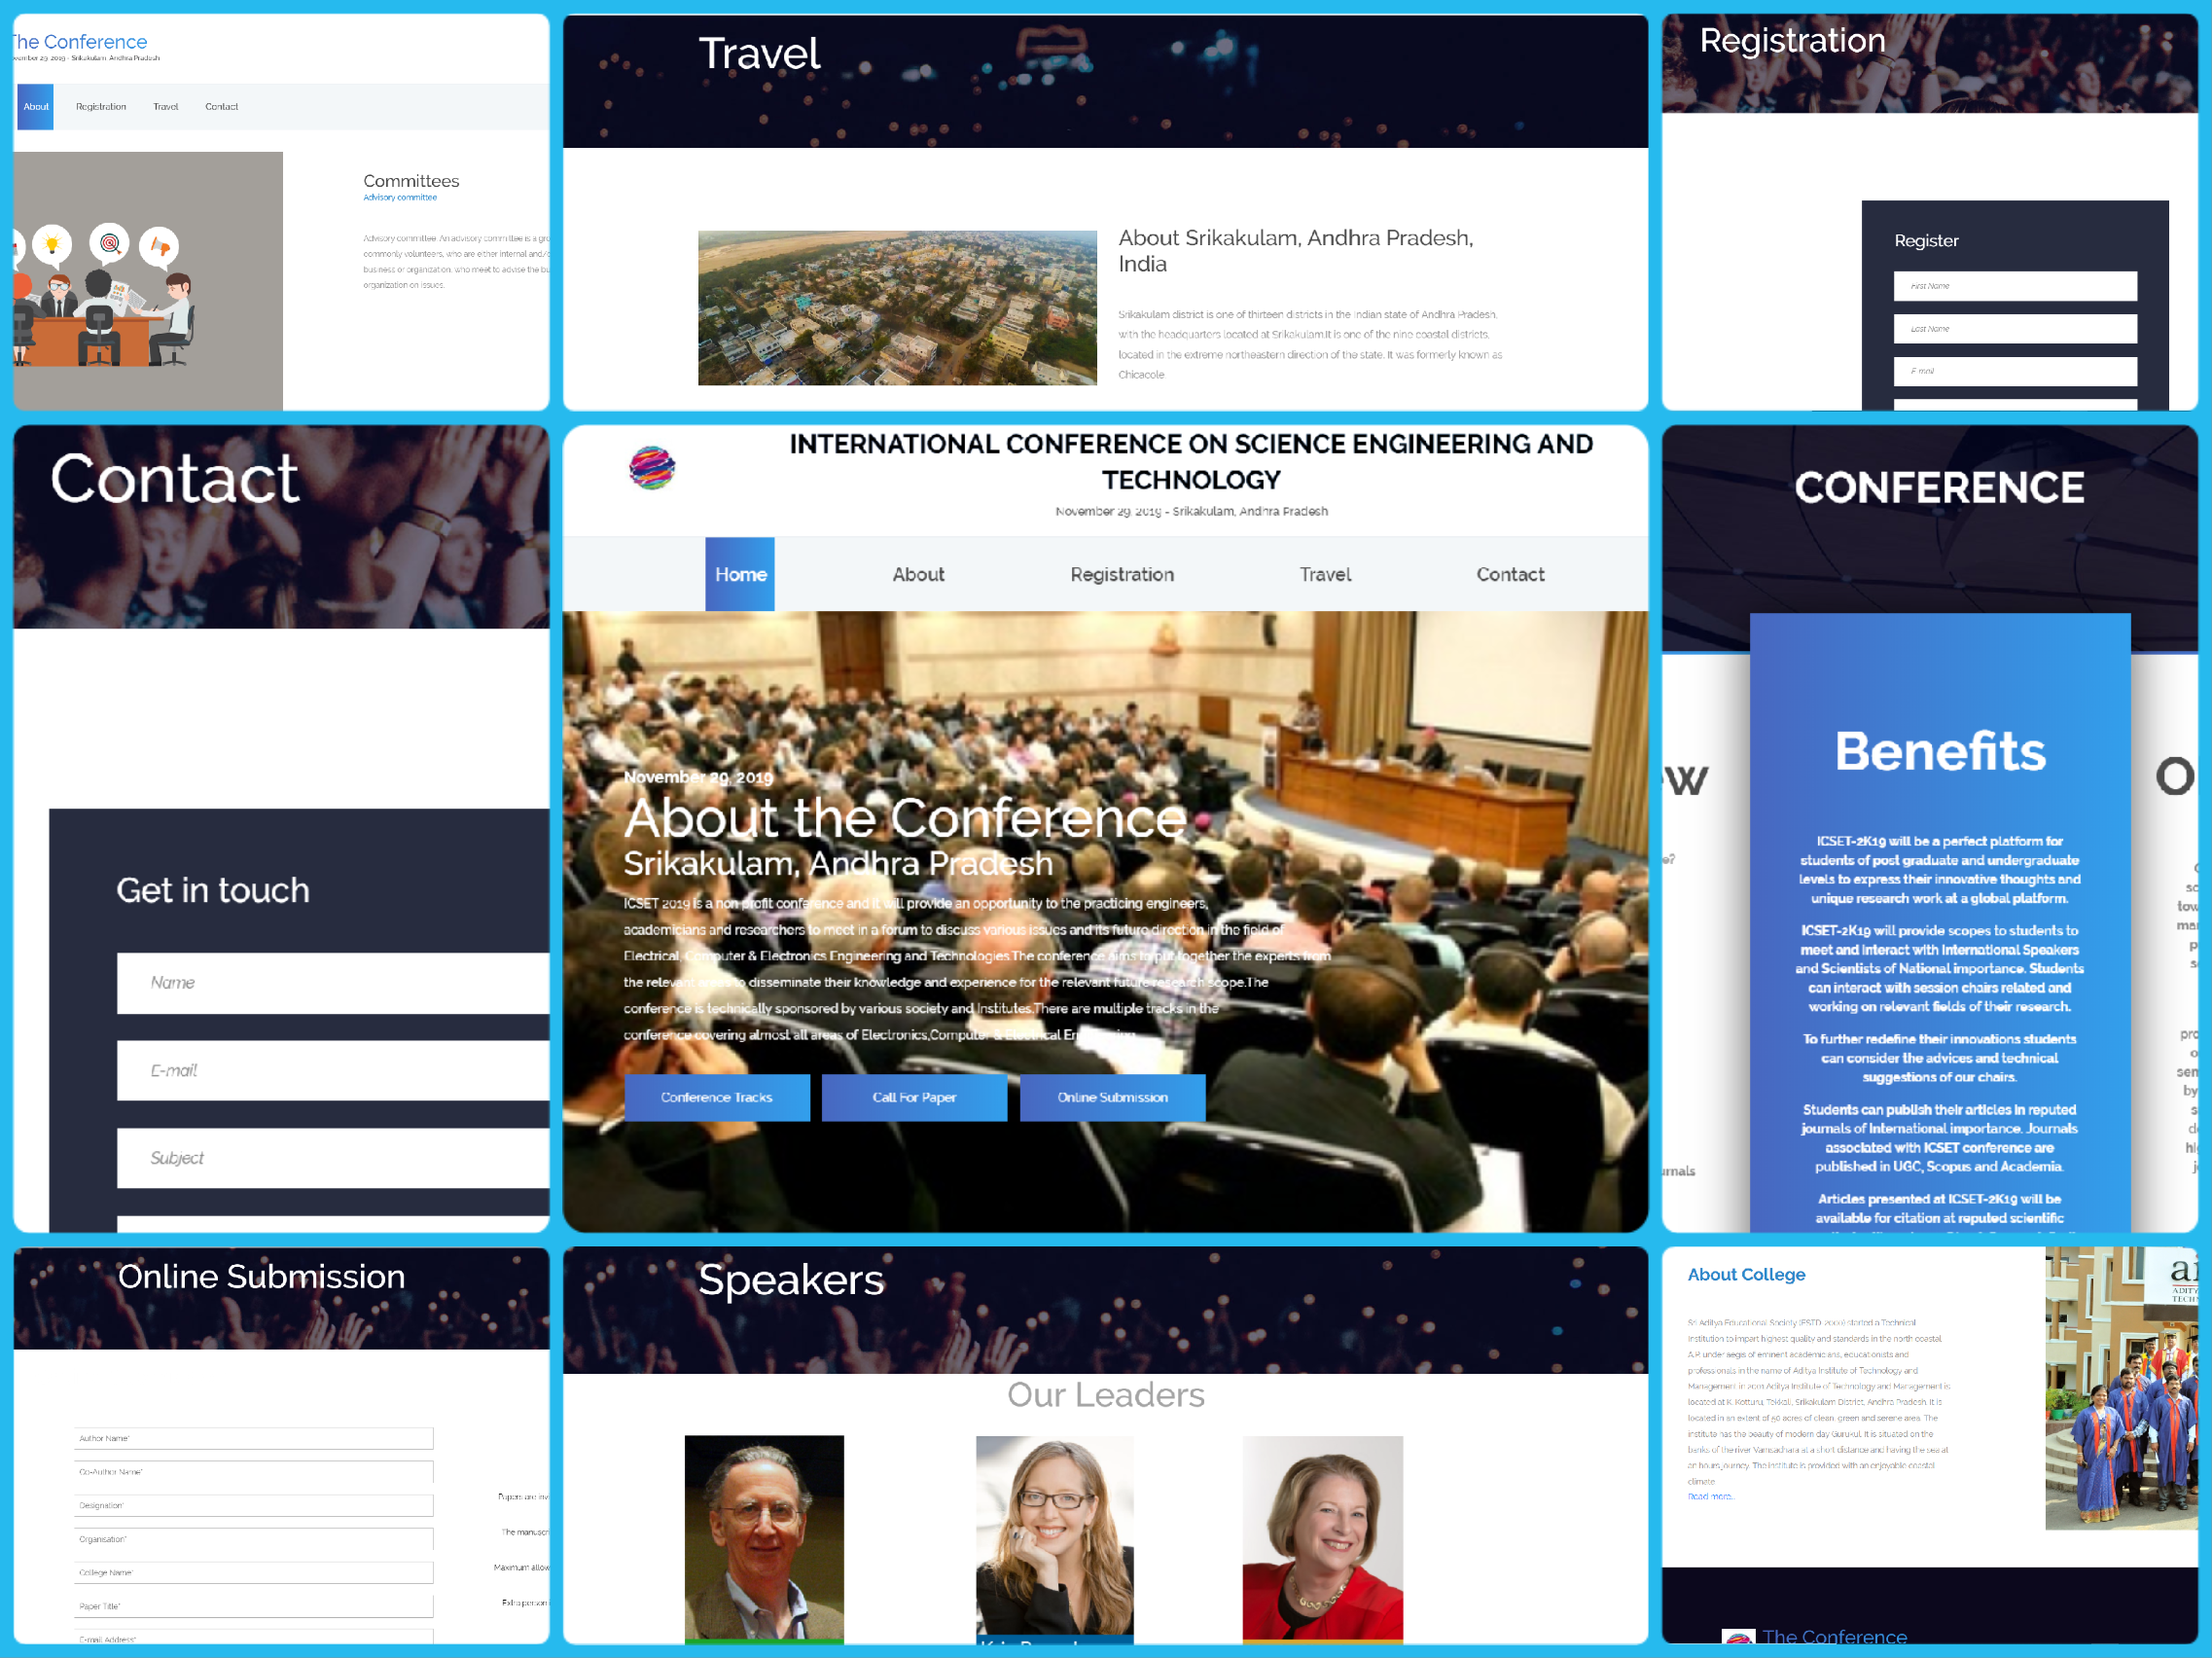 The Conference
November 29, 2019 - Srikakulam, Andhra Pradesh
About Registration Travel Contact
Committees
Advisory committee
Advisory committee. An advisory committee is a
commonly volunteers, who are either internal and/
business or organization, who meet to advise the
organization on issues.
Travel
About Srikakulam, Andhra Pradesh,
India
Srikakulam district is one of thirteen districts in the Indian state of Andhra Pradesh,
with the headquarters located at Srikakulam.It is one of the nine coastal districts,
located in the extreme northeastern direction of the state. It was formerly known as
Chicacole
Registration
Register
First Name
Last Name
E-mail
Contact
Get in touch
Name
E-mail
Subject
INTERNATIONAL CONFERENCE ON SCIENCE ENGINEERING AND
TECHNOLOGY
November 29, 2019 - Srikakulam, Andhra Pradesh
Home About Registration Travel Contact
November 29, 2019
About the Conference
Srikakulam, Andhra Pradesh
ICSET 2019 is a non profit conference and it will provide an opportunity to the practicing engineers,
academicians and researchers to meet in a forum to discuss various issues and its future direction in the field of
Electrical, Computer & Electronics Engineering and Technologies.The conference aims to put together the experts from
the relevant areas to disseminate their knowledge and experience for the relevant future research scope.The
conference is technically sponsored by various society and Institutes.There are multiple tracks in the
conference covering almost all areas of Electronics,Computer & Electrical
Conference Tracks Call For Paper Online Submission
CONFERENCE
Benefits
ICSET-2K19 will be a perfect platform for
students of post graduate and undergraduate
levels to express their innovative thoughts and
unique research work at a global platform.
ICSET-2K19 will provide scopes to students to
meet and interact with International Speakers
and Scientists of National importance. Students
can interact with session chairs related and
working on relevant fields of their research.
To further redefine their innovations students
can consider the advices and technical
suggestions of our chairs.
Students can publish their articles in reputed
journals of International importance. Journals
associated with ICSET conference are
published in UGC, Scopus and Academia.
Articles presented at ICSET-2K19 will be
available for citation at reputed scientific
Online Submission
Author Name*
Co-Author Name*
Designation*
Organisation*
College Name*
Paper Title*
E-mail Address*
Papers are
The
Maximum
Extra person
Speakers
Our Leaders
About College
Sri Aditya Educational Society (ESTD. 2000) started a Technical
Institution to impart highest quality and standards in the north coastal
A.P. under aegis of eminent academicians, educationists and
professionals in the name of Aditya Institute of Technology and
Management in 2001 Aditya Institute of Technology and Management is
located at K. Kotturu, Tekkali, Srikakulam District, Andhra Pradesh. It is
located in an extent of 50 acres of clean, green and serene area. The
institute has the beauty of modern day Gurukul. It is situated on the
banks of the river Vamsadhara at a short distance and having the sea at
an hours journey. The institute is provided with an enjoyable coastal
climate.
Read more..
The Conference